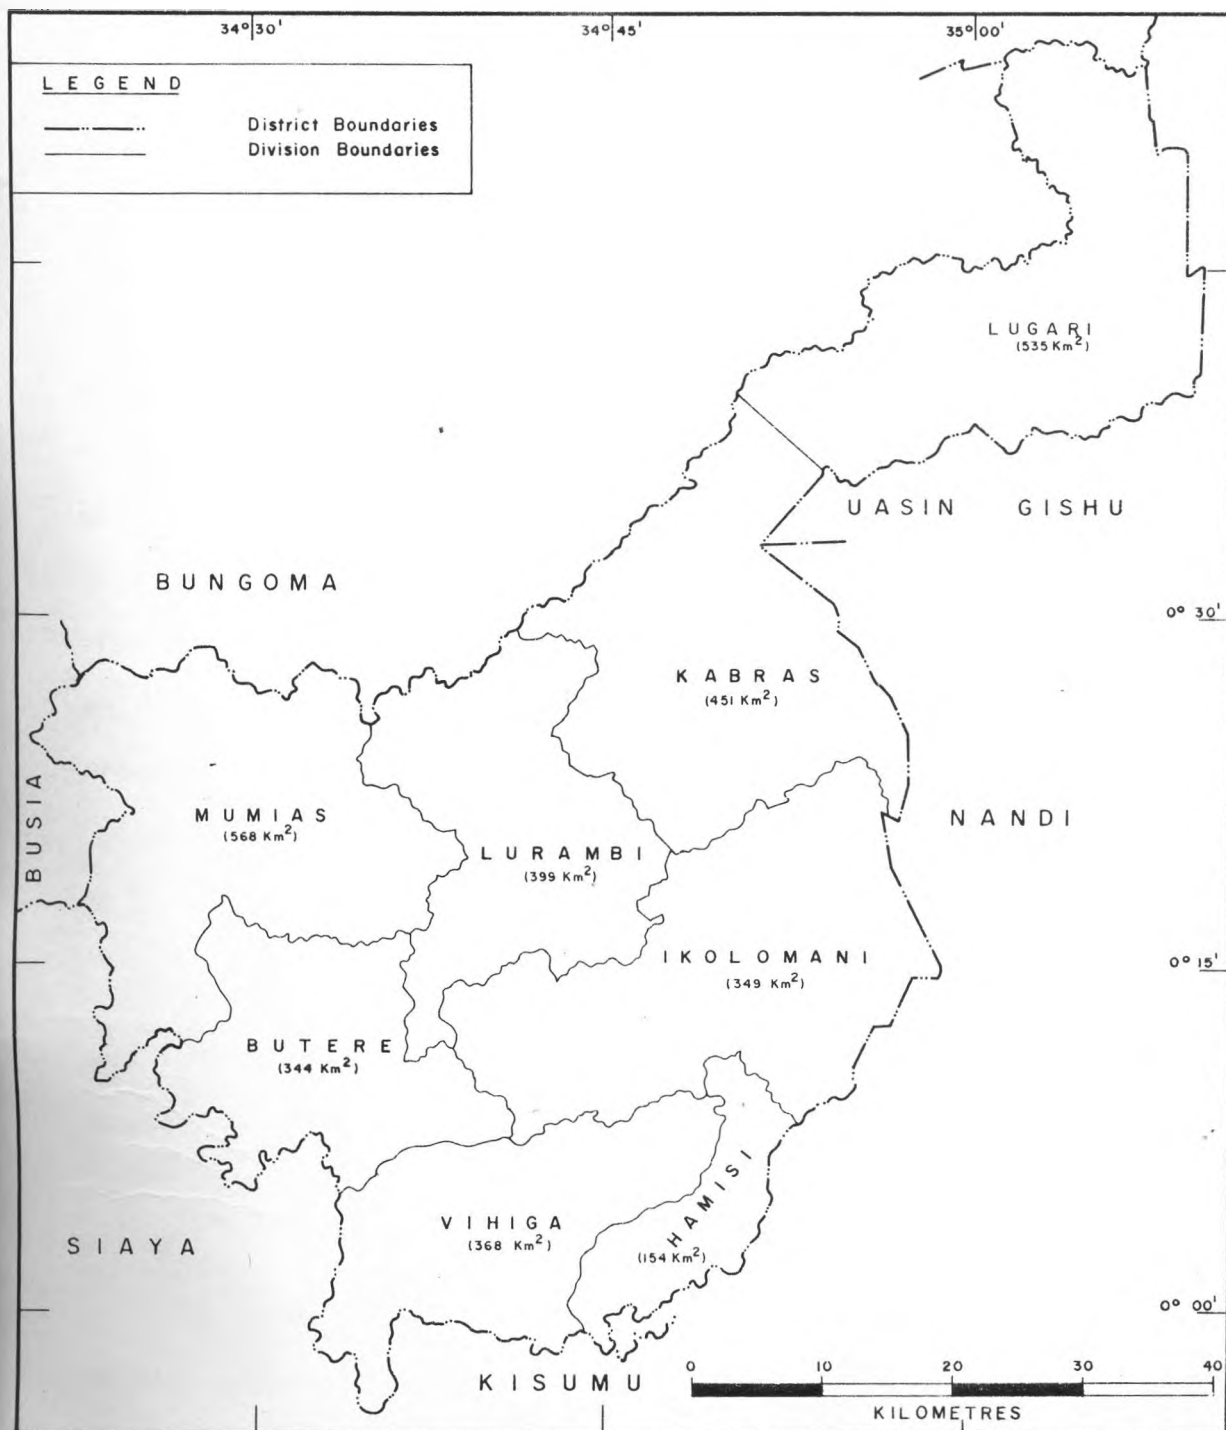 34°30' 34°45' 35°00'
LEGEND
District Boundaries
Division Boundaries
LUGARI
(535 Km²)
UASIN GISHU
BUNGOMA
0° 30'
KABRAS
(451 Km²)
BUSIA
MUMIAS
(568 Km²)
NANDI
LURAMBI
(399 Km²)
IKOLOMANI
(349 Km²)
0° 15'
BUTERE
(344 Km²)
HAMISI
(154 Km²)
VIHIGA
(368 Km²)
SIAYA
0° 00'
KISUMU
0 10 20 30 40
KILOMETRES